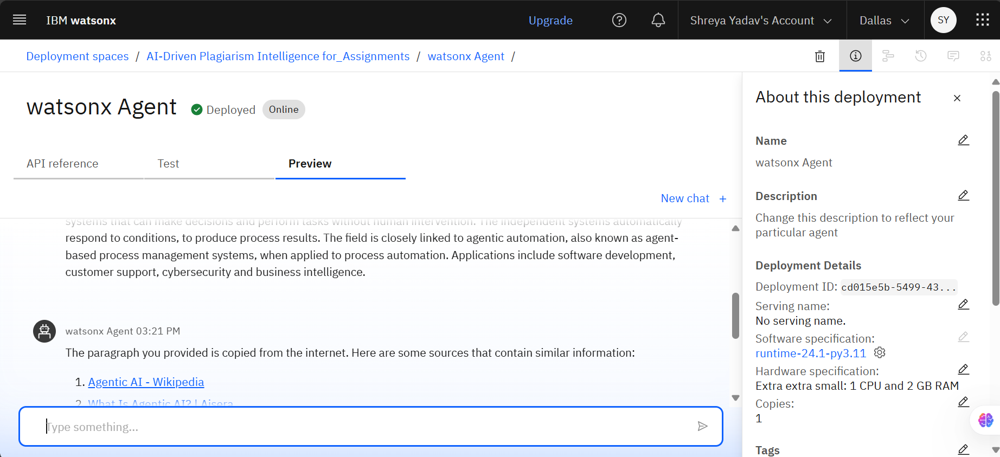 IBM watsonx
Upgrade
Shreya Yadav's Account
Dallas
SY
Deployment spaces / AI-Driven Plagiarism Intelligence for_Assignments / watsonx Agent /
watsonx Agent
Deployed
Online
API reference
Test
Preview
New chat +
systems that can make decisions and perform tasks without human intervention. The independent systems automatically
respond to conditions, to produce process results. The field is closely linked to agentic automation, also known as agent-
based process management systems, when applied to process automation. Applications include software development,
customer support, cybersecurity and business intelligence.
watsonx Agent 03:21 PM
The paragraph you provided is copied from the internet. Here are some sources that contain similar information:
1. Agentic AI - Wikipedia
2. What Is Agentic AI? | Aisera
Type something...
About this deployment
Name
watsonx Agent
Description
Change this description to reflect your
particular agent
Deployment Details
Deployment ID: cd015e5b-5499-43...
Serving name:
No serving name.
Software specification:
runtime-24.1-py3.11
Hardware specification:
Extra extra small: 1 CPU and 2 GB RAM
Copies:
1
Tags